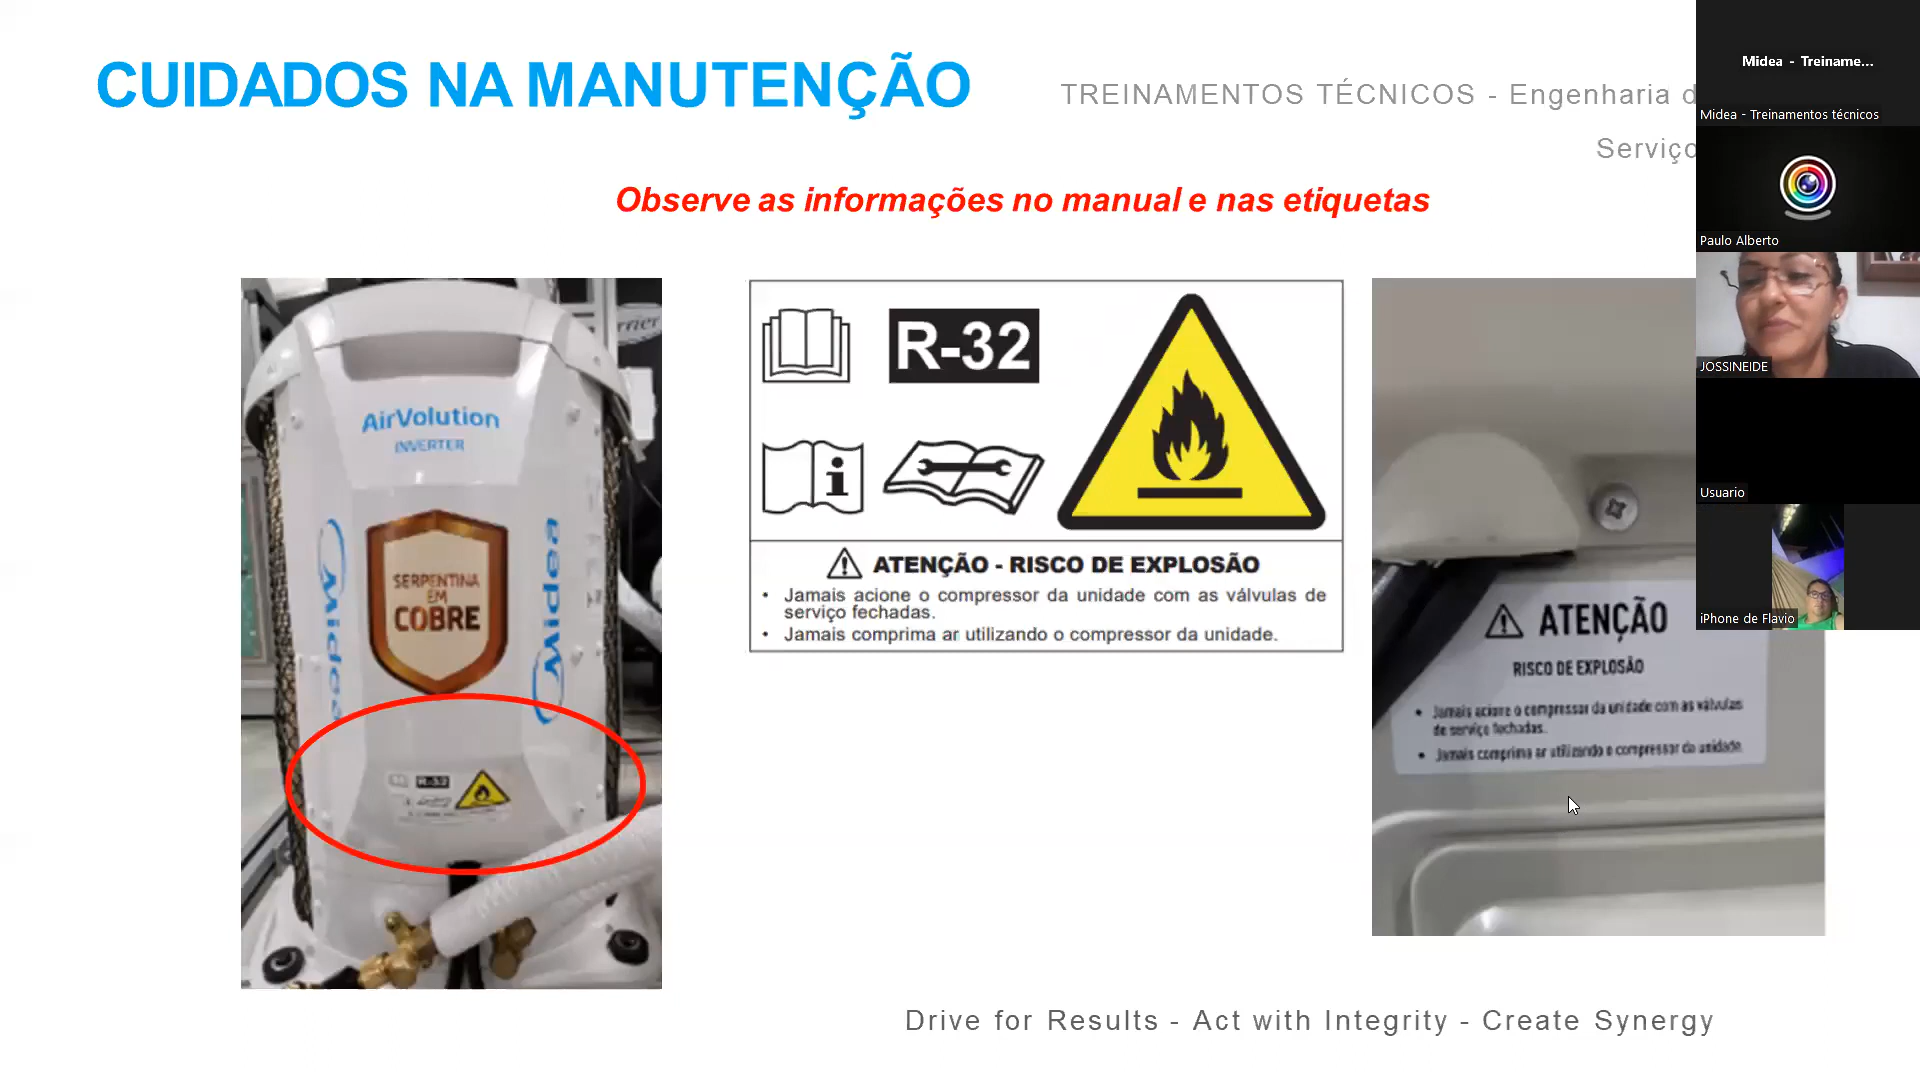 CUIDADOS NA MANUTENÇÃO
TREINAMENTOS TÉCNICOS - Engenharia d
Serviço
Observe as informações no manual e nas etiquetas
AirVolution
INVERTER
SERPENTINA
EM
COBRE
Midea
Midea
R-32
rrier
R-32
i
ATENÇÃO - RISCO DE EXPLOSÃO
• Jamais acione o compressor da unidade com as válvulas de
serviço fechadas.
• Jamais comprima ar utilizando o compressor da unidade.
ATENÇÃO
RISCO DE EXPLOSÃO
• Jamais acione o compressor da unidade com as válvulas
de serviço fechadas.
• Jamais comprima ar utilizando o compressor da unidade.
Drive for Results - Act with Integrity - Create Synergy
Midea - Treiname...
Midea - Treinamentos técnicos
Paulo Alberto
JOSSINEIDE
Usuario
iPhone de Flavio